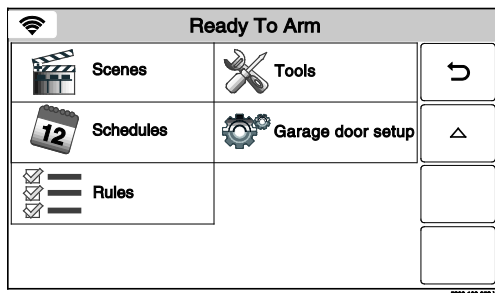 Ready To Arm
Scenes
Tools
12
Schedules
Garage door setup
Rules